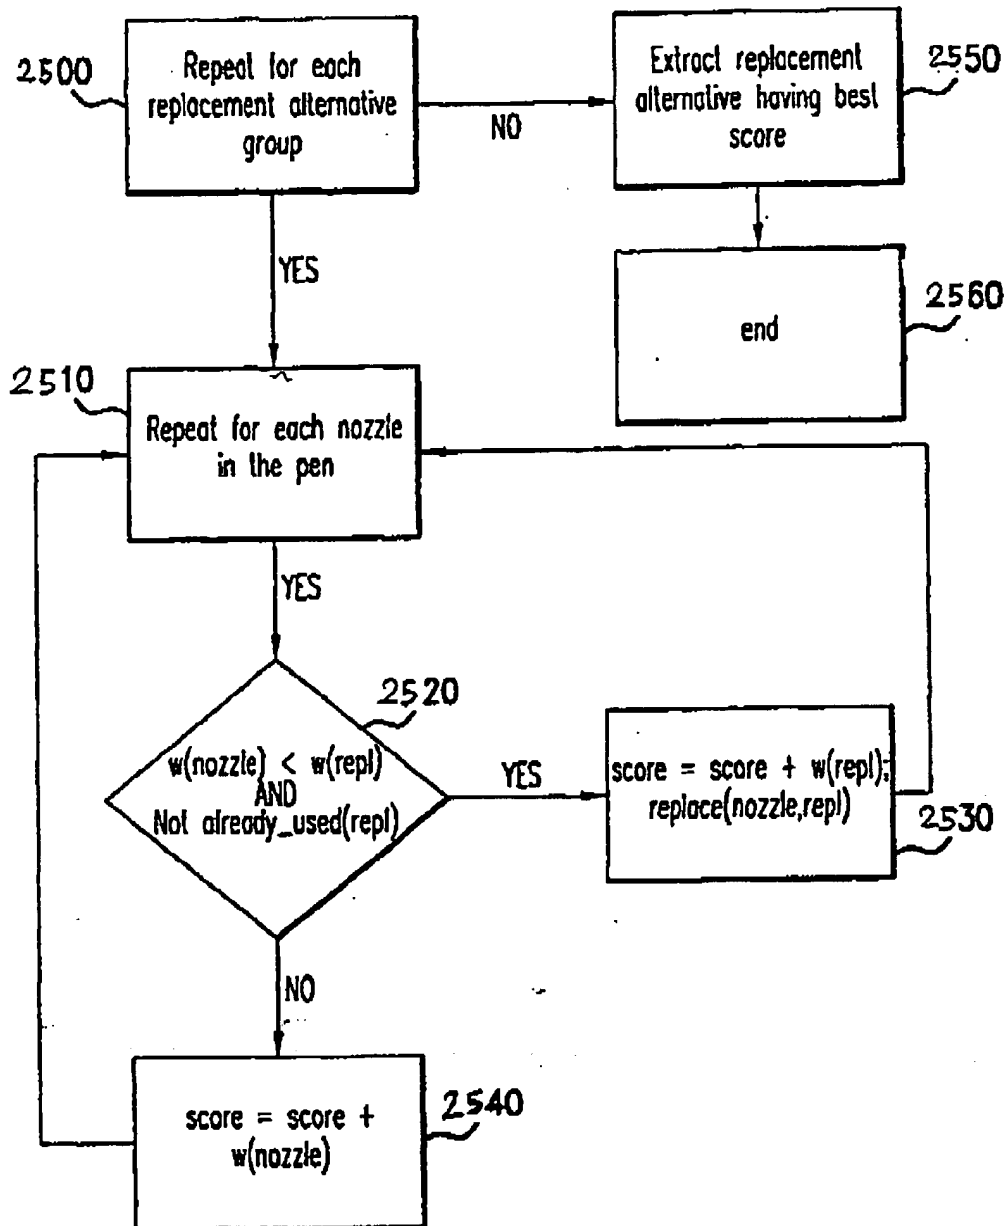 2500
Repeat for each
replacement alternative
group
NO
Extract replacement
alternative having best
score
2550
YES
end
2560
2510
Repeat for each nozzle
in the pen
YES
2520
w(nozzle) < w(repl)
AND
Not already_used(repl)
YES
score = score + w(repl);
replace(nozzle,repl)
2530
NO
score = score +
w(nozzle)
2540